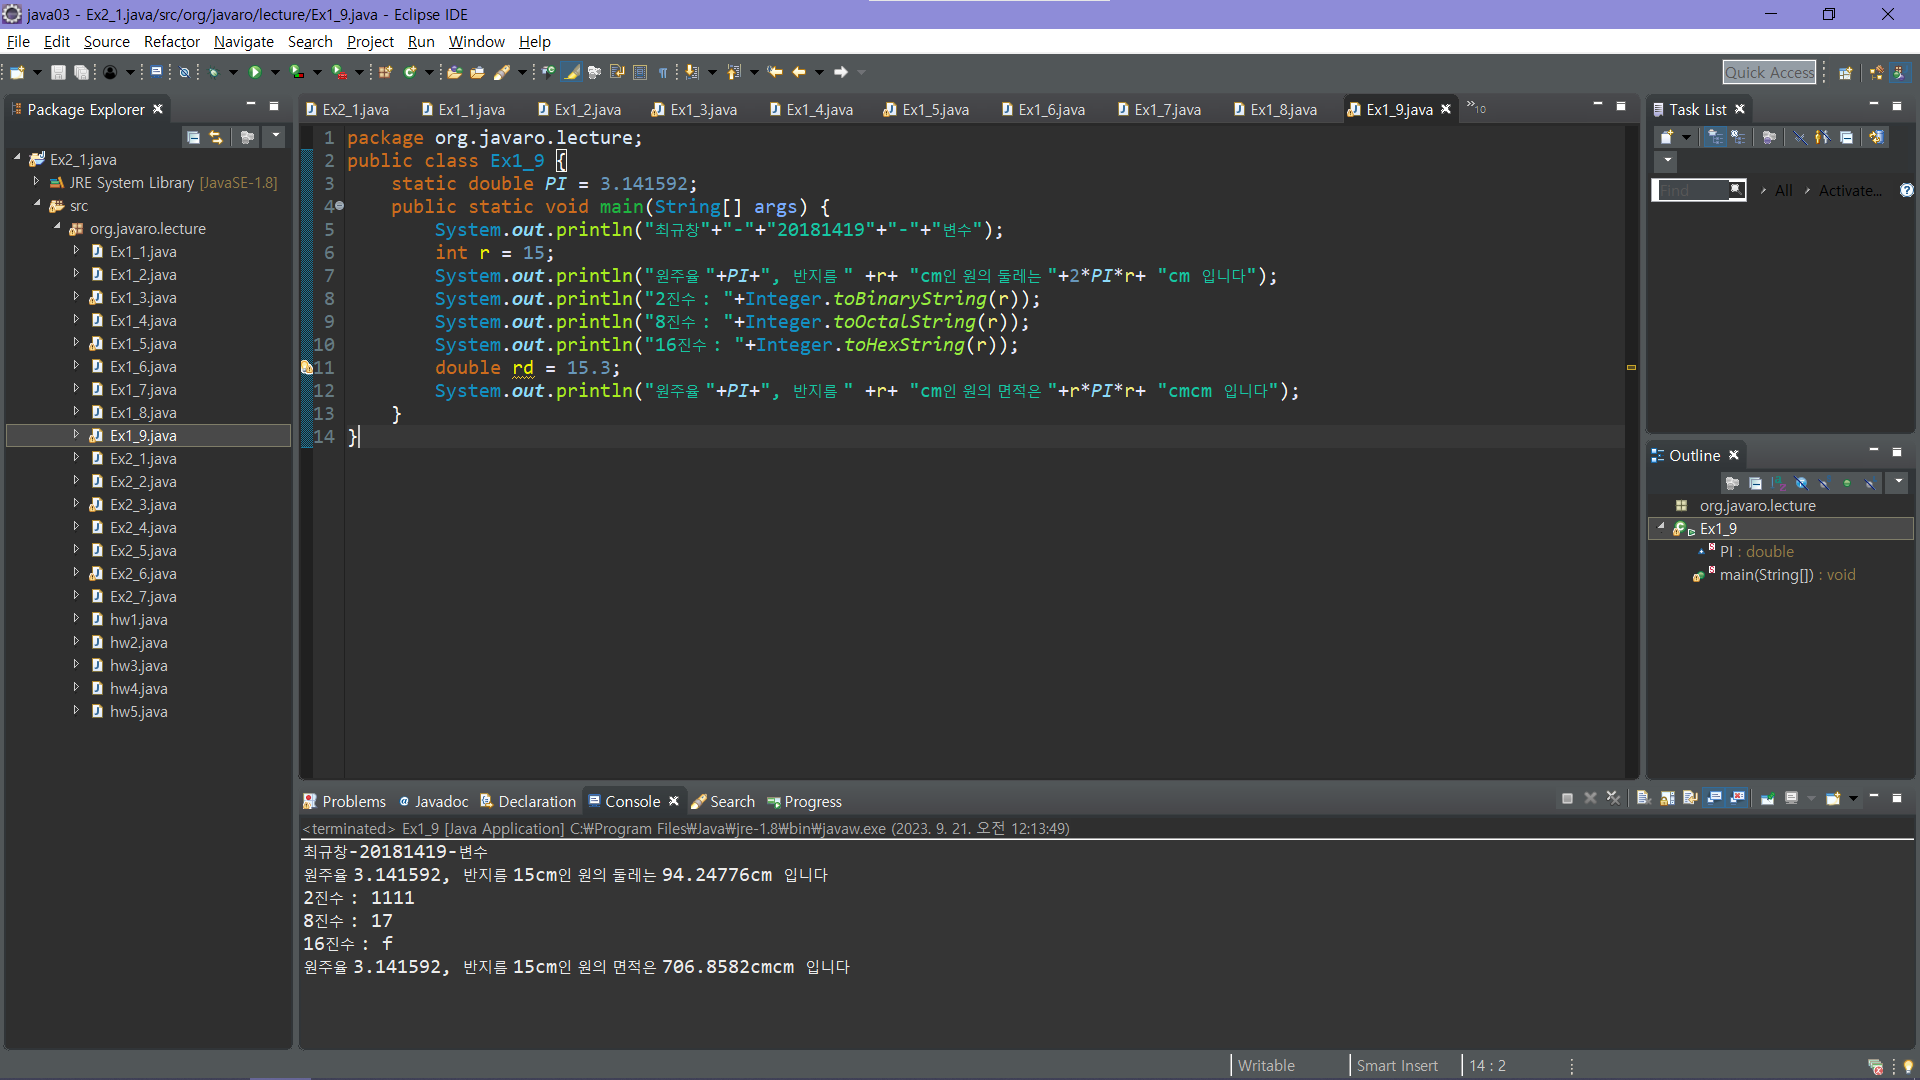 java03 - Ex2_1.java/src/org/javaro/lecture/Ex1_9.java - Eclipse IDE
File Edit Source Refactor Navigate Search Project Run Window Help
Quick Access
Package Explorer
Ex2_1.java
JRE System Library [JavaSE-1.8]
src
org.javaro.lecture
Ex1_1.java
Ex1_2.java
Ex1_3.java
Ex1_4.java
Ex1_5.java
Ex1_6.java
Ex1_7.java
Ex1_8.java
Ex1_9.java
Ex2_1.java
Ex2_2.java
Ex2_3.java
Ex2_4.java
Ex2_5.java
Ex2_6.java
Ex2_7.java
hw1.java
hw2.java
hw3.java
hw4.java
hw5.java
Ex2_1.java Ex1_1.java Ex1_2.java Ex1_3.java Ex1_4.java Ex1_5.java Ex1_6.java Ex1_7.java Ex1_8.java Ex1_9.java »10
1 package org.javaro.lecture;
2 public class Ex1_9 {
3 static double PI = 3.141592;
4 public static void main(String[] args) {
5 System.out.println("최규창"+"-"+"20181419"+"-"+"변수");
6 int r = 15;
7 System.out.println("원주율 "+PI+", 반지름 " +r+ "cm인 원의 둘레는 "+2*PI*r+ "cm 입니다");
8 System.out.println("2진수 : "+Integer.toBinaryString(r));
9 System.out.println("8진수 : "+Integer.toOctalString(r));
10 System.out.println("16진수 : "+Integer.toHexString(r));
11 double rd = 15.3;
12 System.out.println("원주율 "+PI+", 반지름 " +r+ "cm인 원의 면적은 "+r*PI*r+ "cmcm 입니다");
13 }
14 }
Task List
Find All Activate...
Outline
org.javaro.lecture
Ex1_9
PI : double
main(String[]) : void
Problems @ Javadoc Declaration Console Search Progress
<terminated> Ex1_9 [Java Application] C:₩Program Files₩Java₩jre-1.8₩bin₩javaw.exe (2023. 9. 21. 오전 12:13:49)
최규창-20181419-변수
원주율 3.141592, 반지름 15cm인 원의 둘레는 94.24776cm 입니다
2진수 : 1111
8진수 : 17
16진수 : f
원주율 3.141592, 반지름 15cm인 원의 면적은 706.8582cmcm 입니다
Writable Smart Insert 14 : 2